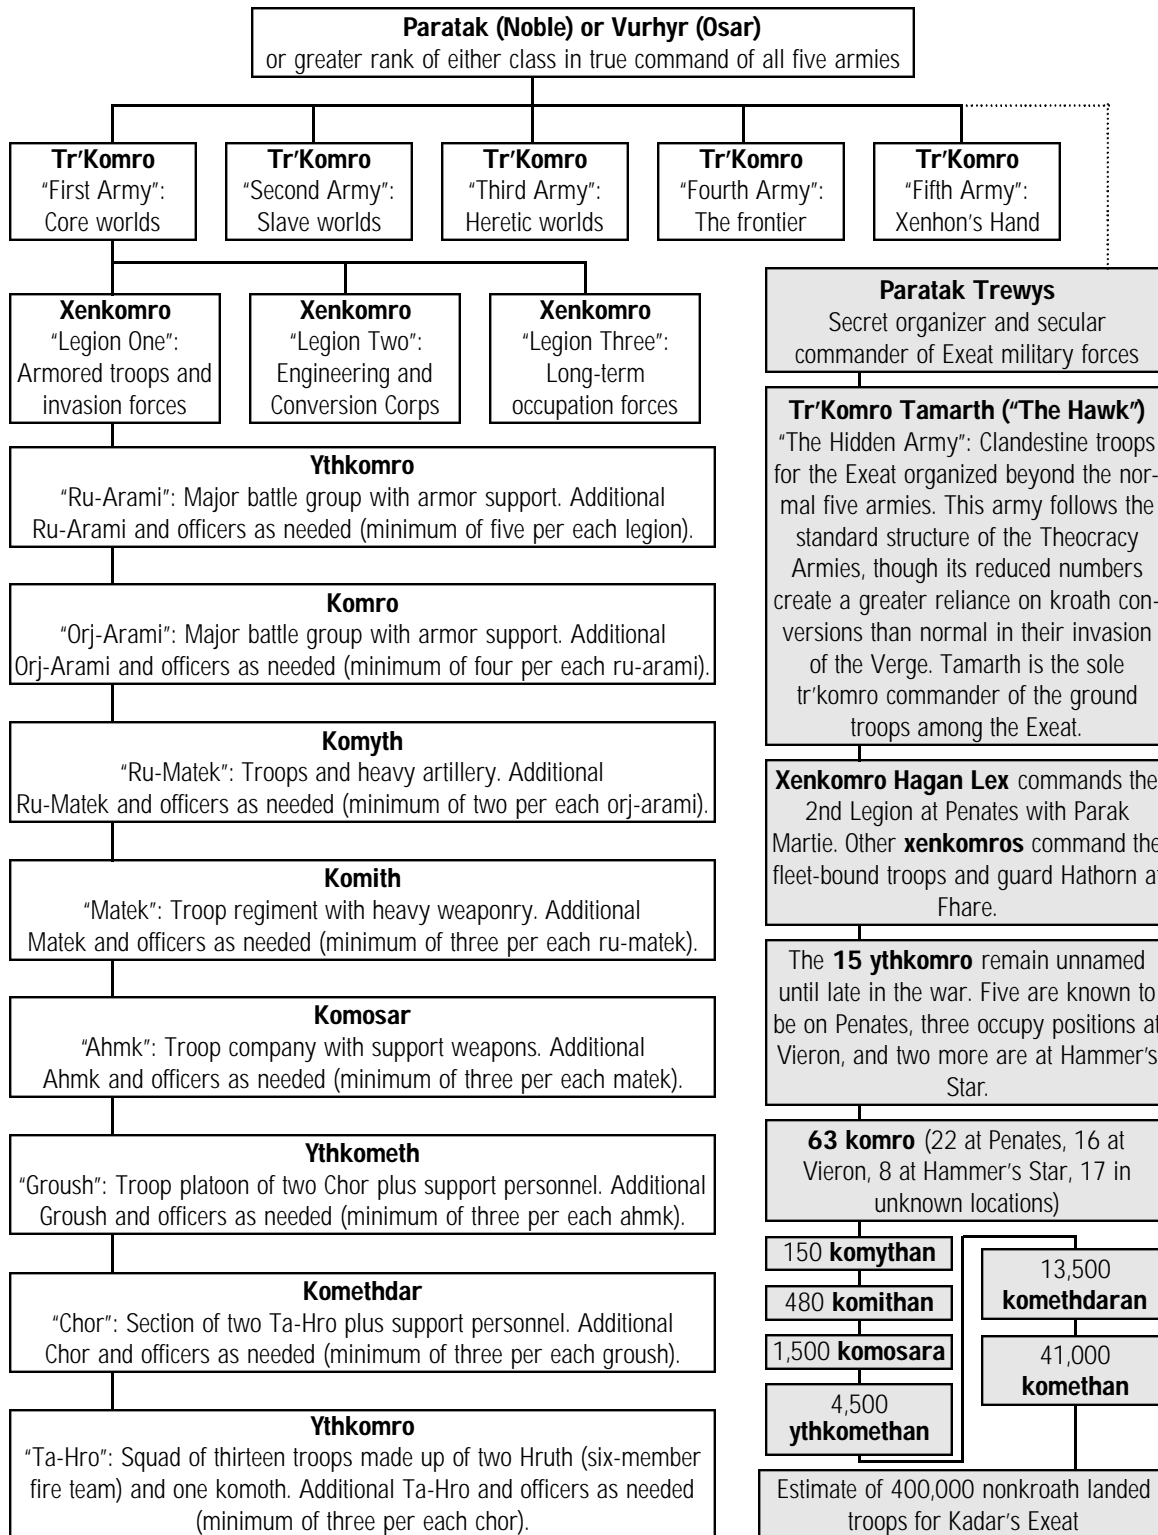 Paratak (Noble) or Vurhyr (Osar)
or greater rank of either class in true command of all five armies
Tr'Komro
"First Army":
Core worlds
Tr'Komro
"Second Army":
Slave worlds
Tr'Komro
"Third Army":
Heretic worlds
Tr'Komro
"Fourth Army":
The frontier
Tr'Komro
"Fifth Army":
Xenhon's Hand
Xenkomro
"Legion One":
Armored troops and
invasion forces
Xenkomro
"Legion Two":
Engineering and
Conversion Corps
Xenkomro
"Legion Three":
Long-term
occupation forces
Ythkomro
"Ru-Arami": Major battle group with armor support. Additional
Ru-Arami and officers as needed (minimum of five per each legion).
Komro
"Orj-Arami": Major battle group with armor support. Additional
Orj-Arami and officers as needed (minimum of four per each ru-arami).
Komyth
"Ru-Matek": Troops and heavy artillery. Additional
Ru-Matek and officers as needed (minimum of two per each orj-arami).
Komith
"Matek": Troop regiment with heavy weaponry. Additional
Matek and officers as needed (minimum of three per each ru-matek).
Komosar
"Ahmk": Troop company with support weapons. Additional
Ahmk and officers as needed (minimum of three per each matek).
Ythkometh
"Groush": Troop platoon of two Chor plus support personnel. Additional
Groush and officers as needed (minimum of three per each ahmk).
Komethdar
"Chor": Section of two Ta-Hro plus support personnel. Additional
Chor and officers as needed (minimum of three per each groush).
Ythkomro
"Ta-Hro": Squad of thirteen troops made up of two Hruth (six-member
fire team) and one komoth. Additional Ta-Hro and officers as needed
(minimum of three per each chor).
Paratak Trewys
Secret organizer and secular
commander of Exeat military forces
Tr'Komro Tamarth ("The Hawk")
"The Hidden Army": Clandestine troops
for the Exeat organized beyond the nor-
mal five armies. This army follows the
standard structure of the Theocracy
Armies, though its reduced numbers
create a greater reliance on kroath con-
versions than normal in their invasion
of the Verge. Tamarth is the sole
tr'komro commander of the ground
troops among the Exeat.
Xenkomro Hagan Lex commands the
2nd Legion at Penates with Parak
Martie. Other xenkomros command the
fleet-bound troops and guard Hathorn at
Fhare.
The 15 ythkomro remain unnamed
until late in the war. Five are known to
be on Penates, three occupy positions at
Vieron, and two more are at Hammer's
Star.
63 komro (22 at Penates, 16 at
Vieron, 8 at Hammer's Star, 17 in
unknown locations)
150 komythan
480 komithan
1,500 komosara
4,500
ythkomethan
13,500
komethdaran
41,000
komethan
Estimate of 400,000 nonkroath landed
troops for Kadar's Exeat